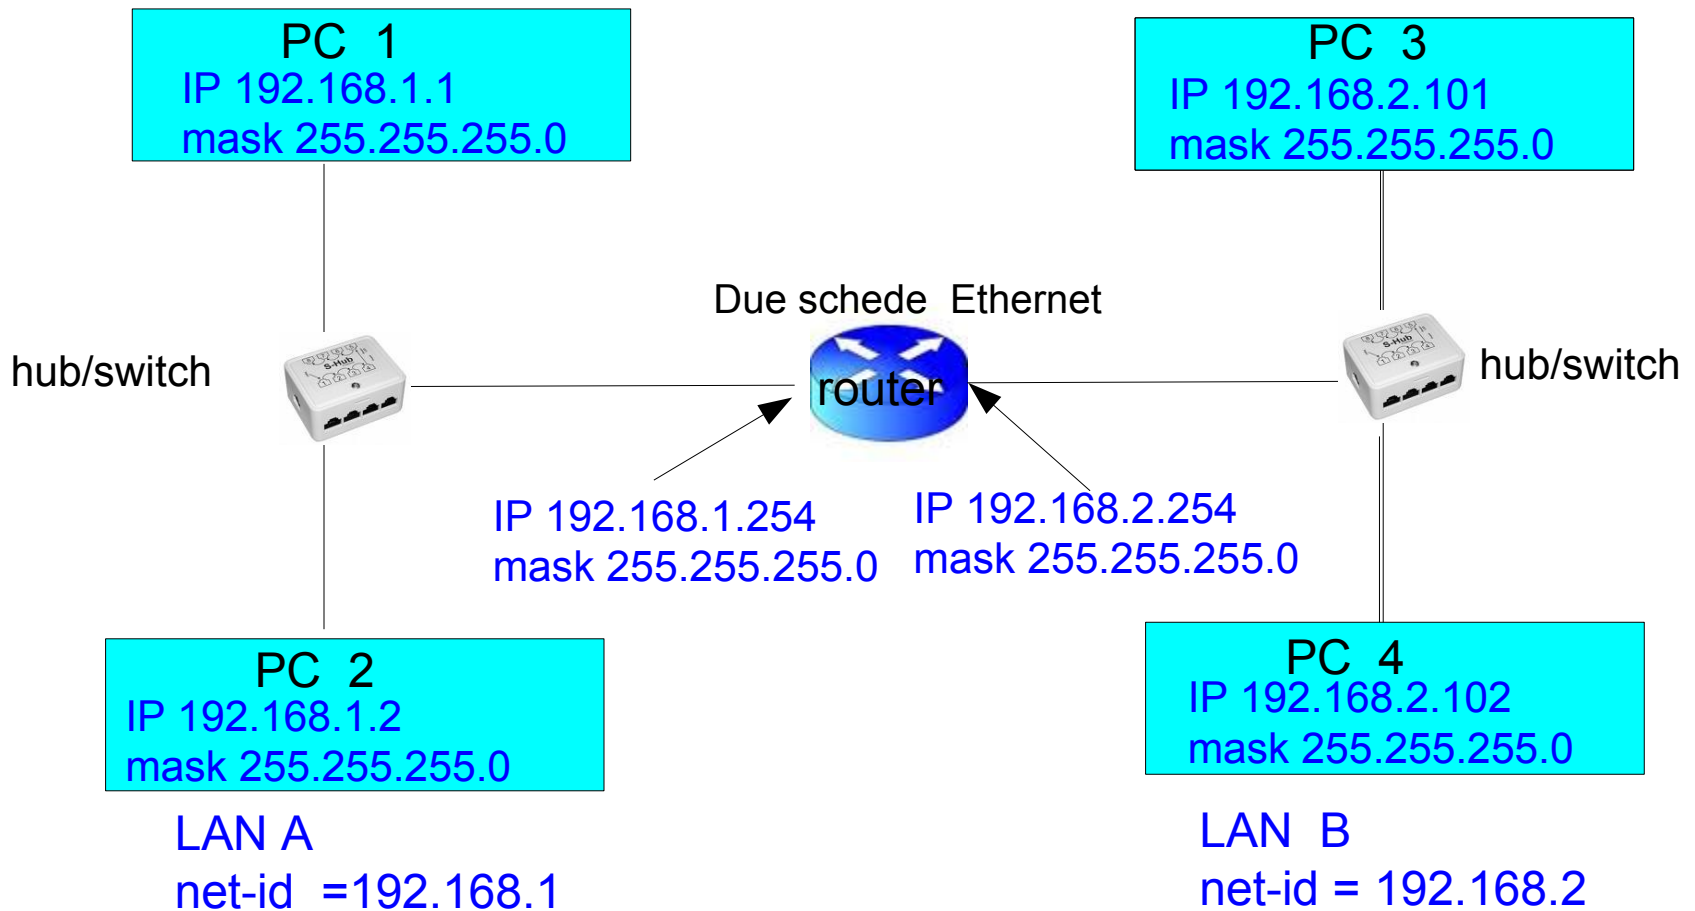 PC 1
IP 192.168.1.1
mask 255.255.255.0
PC 3
IP 192.168.2.101
mask 255.255.255.0
Due schede Ethernet
hub/switch
S-Hub
router
S-Hub
hub/switch
IP 192.168.1.254
mask 255.255.255.0
IP 192.168.2.254
mask 255.255.255.0
PC 2
IP 192.168.1.2
mask 255.255.255.0
PC 4
IP 192.168.2.102
mask 255.255.255.0
LAN A
net-id =192.168.1
LAN B
net-id = 192.168.2